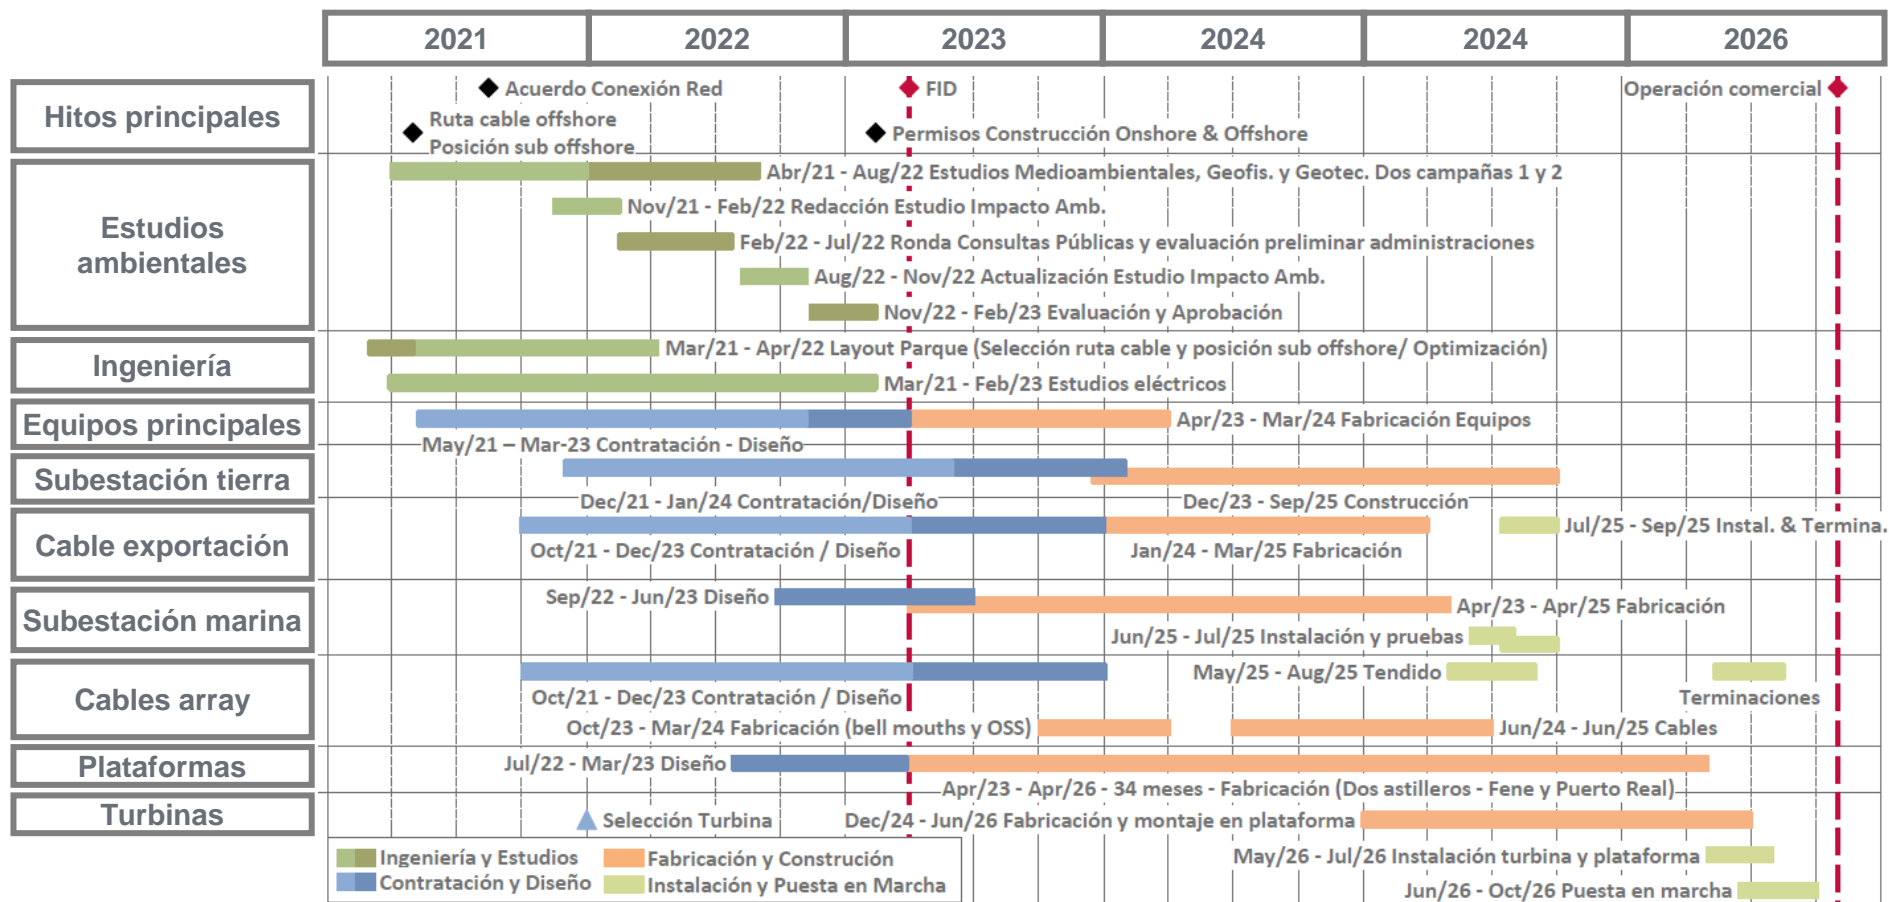 2021 2022 2023 2024 2024 2026
Hitos principales
Acuerdo Conexión Red
FID
Operación comercial
Ruta cable offshore
Posición sub offshore
Permisos Construcción Onshore & Offshore
Estudios
ambientales
Abr/21 - Aug/22 Estudios Medioambientales, Geofis. y Geotec. Dos campañas 1 y 2
Nov/21 - Feb/22 Redacción Estudio Impacto Amb.
Feb/22 - Jul/22 Ronda Consultas Públicas y evaluación preliminar administraciones
Aug/22 - Nov/22 Actualización Estudio Impacto Amb.
Nov/22 - Feb/23 Evaluación y Aprobación
Ingeniería
Mar/21 - Apr/22 Layout Parque (Selección ruta cable y posición sub offshore/ Optimización)
Mar/21 - Feb/23 Estudios eléctricos
Equipos principales
Apr/23 - Mar/24 Fabricación Equipos
May/21 – Mar-23 Contratación - Diseño
Subestación tierra
Dec/21 - Jan/24 Contratación/Diseño
Dec/23 - Sep/25 Construcción
Cable exportación
Jul/25 - Sep/25 Instal. & Termina.
Oct/21 - Dec/23 Contratación / Diseño
Jan/24 - Mar/25 Fabricación
Subestación marina
Sep/22 - Jun/23 Diseño
Apr/23 - Apr/25 Fabricación
Jun/25 - Jul/25 Instalación y pruebas
Cables array
May/25 - Aug/25 Tendido
Oct/21 - Dec/23 Contratación / Diseño
Terminaciones
Oct/23 - Mar/24 Fabricación (bell mouths y OSS)
Jun/24 - Jun/25 Cables
Plataformas
Jul/22 - Mar/23 Diseño
Apr/23 - Apr/26 - 34 meses - Fabricación (Dos astilleros - Fene y Puerto Real)
Turbinas
Selección Turbina
Dec/24 - Jun/26 Fabricación y montaje en plataforma
May/26 - Jul/26 Instalación turbina y plataforma
Jun/26 - Oct/26 Puesta en marcha
Ingeniería y Estudios
Fabricación y Construción
Contratación y Diseño
Instalación y Puesta en Marcha